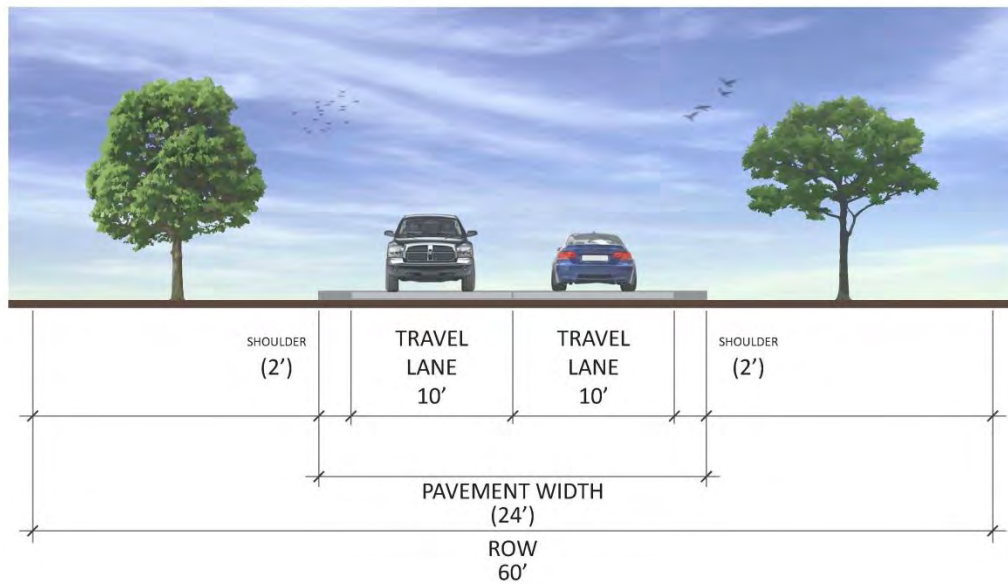 SHOULDER
(2’)
TRAVEL
LANE
10’
TRAVEL
LANE
10’
SHOULDER
(2’)
PAVEMENT WIDTH
(24’)
ROW
60’